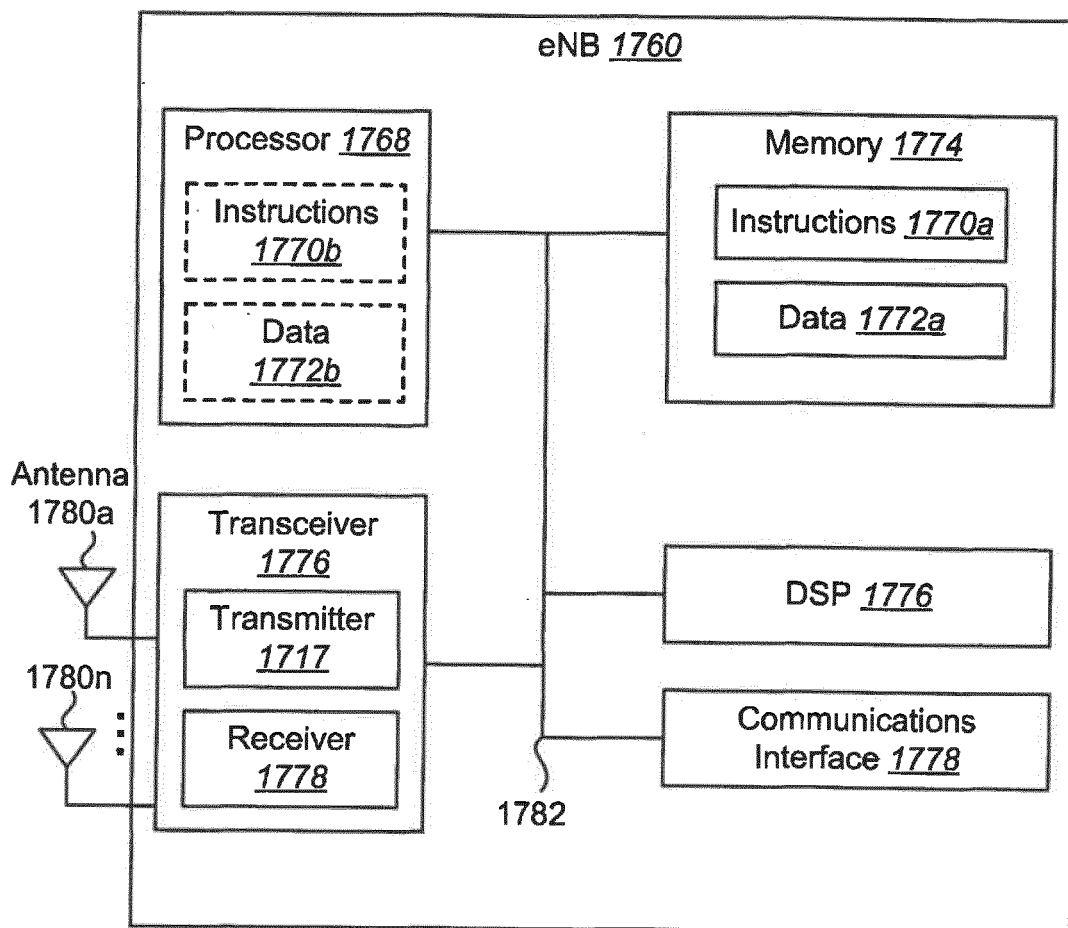 eNB 1760
Processor 1768
Instructions
1770b
Data
1772b
Memory 1774
Instructions 1770a
Data 1772a
Antenna
1780a
1780n
Transceiver
1776
Transmitter
1717
Receiver
1778
DSP 1776
Communications
Interface 1778
1782